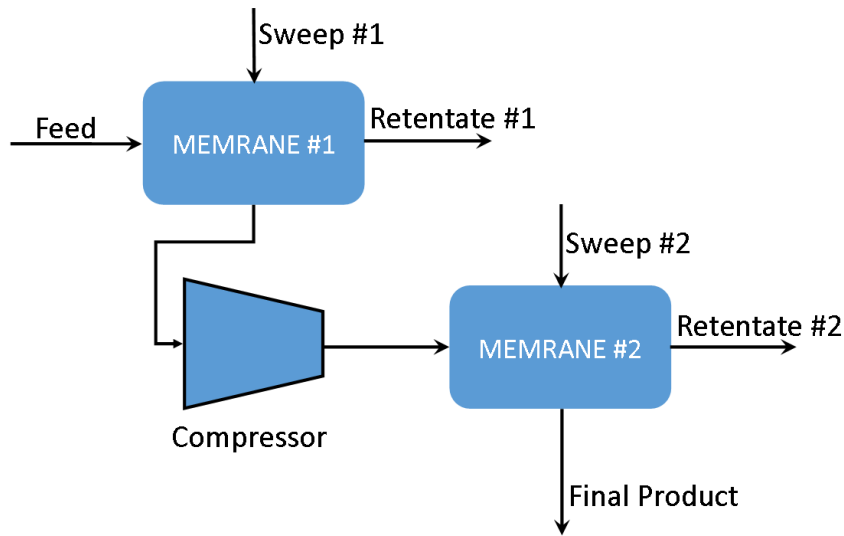 Sweep #1
Feed
MEMRANE #1
Retentate #1
Sweep #2
MEMRANE #2
Retentate #2
Compressor
Final Product